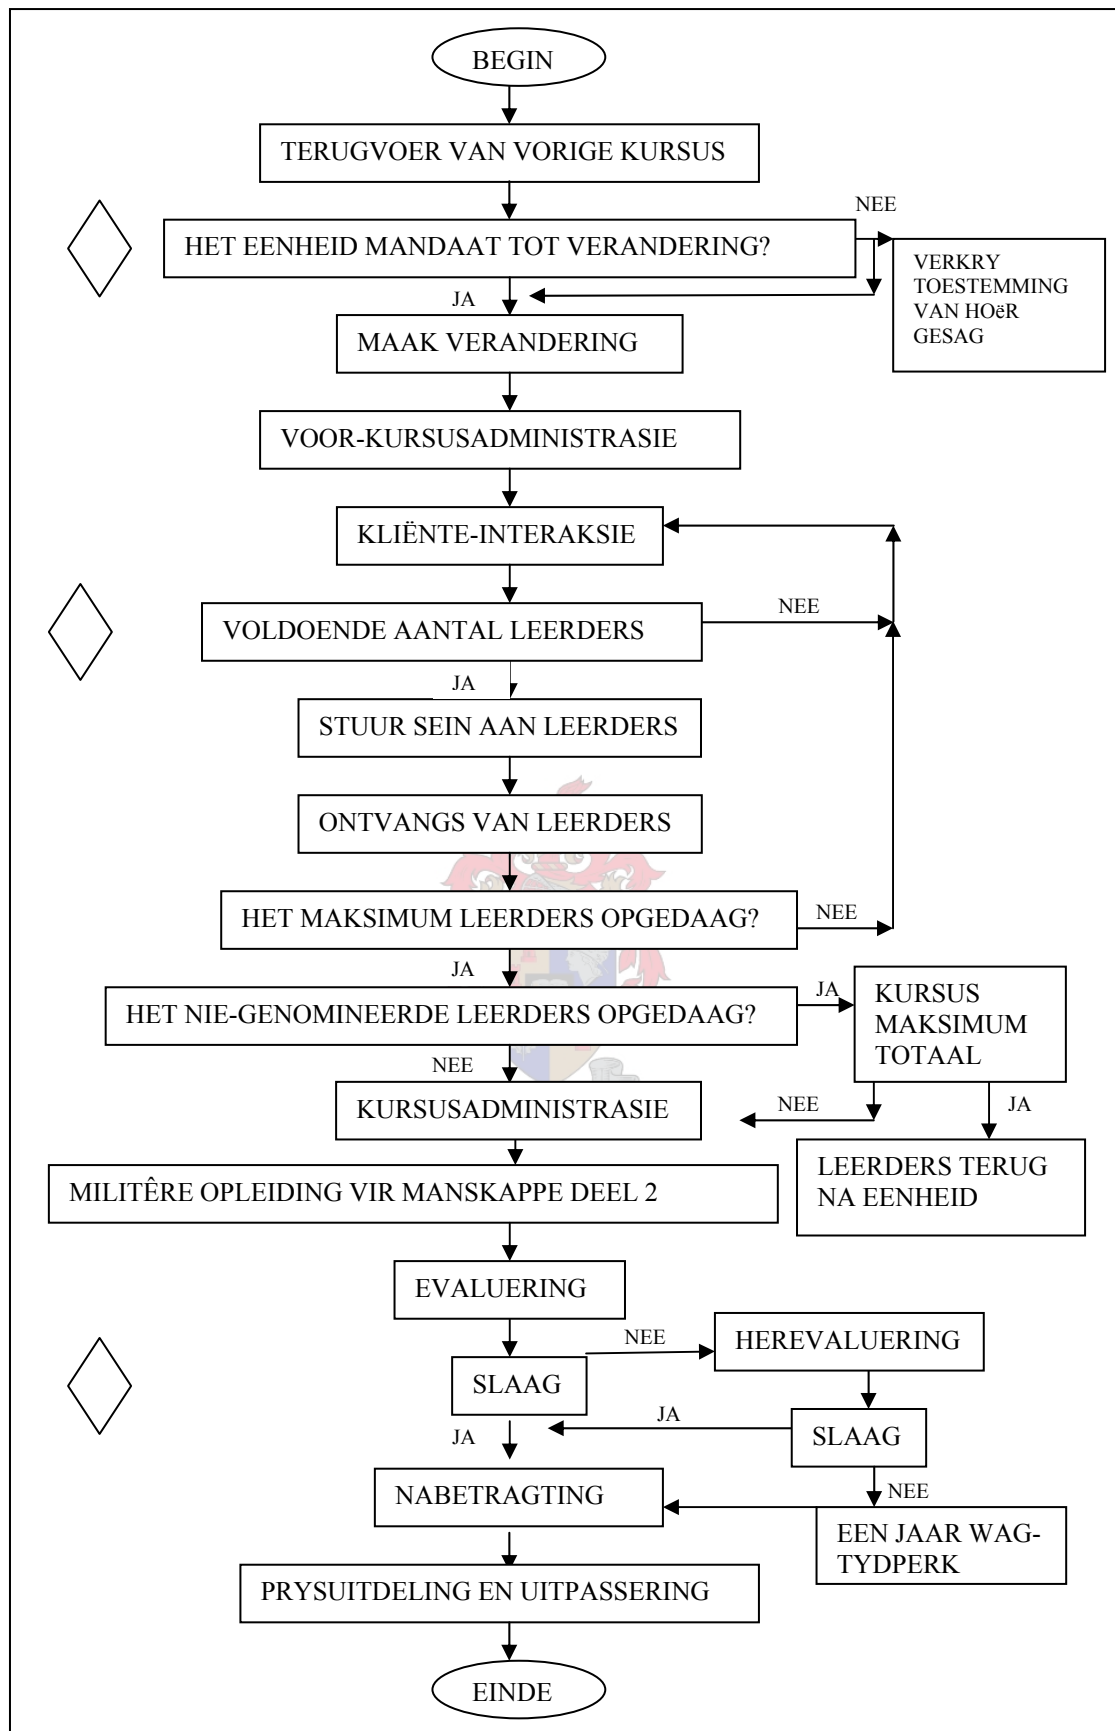 BEGIN
TERUGVOER VAN VORIGE KURSUS
NEE
HET EENHEID MANDAAT TOT VERANDERING?
VERKRY
TOESTEMMING
VAN HOëR
GESAG
JA
MAAK VERANDERING
VOOR-KURSUSADMINISTRASIE
KLIËNTE-INTERAKSIE
NEE
VOLDOENDE AANTAL LEERDERS
JA
STUUR SEIN AAN LEERDERS
ONTVANGS VAN LEERDERS
HET MAKSIMUM LEERDERS OPGEDAAG?
NEE
JA
JA
KURSUS
MAKSIMUM
TOTAAL
HET NIE-GENOMINEERDE LEERDERS OPGEDAAG?
NEE
KURSUSADMINISTRASIE
NEE
JA
LEERDERS TERUG
NA EENHEID
MILITÊRE OPLEIDING VIR MANSKAPPE DEEL 2
EVALUERING
NEE
HEREVALUERING
SLAAG
JA
SLAAG
JA
NEE
NABETRAGTING
EEN JAAR WAG-
TYDPERK
PRYSUITDELING EN UITPASSERING
EINDE